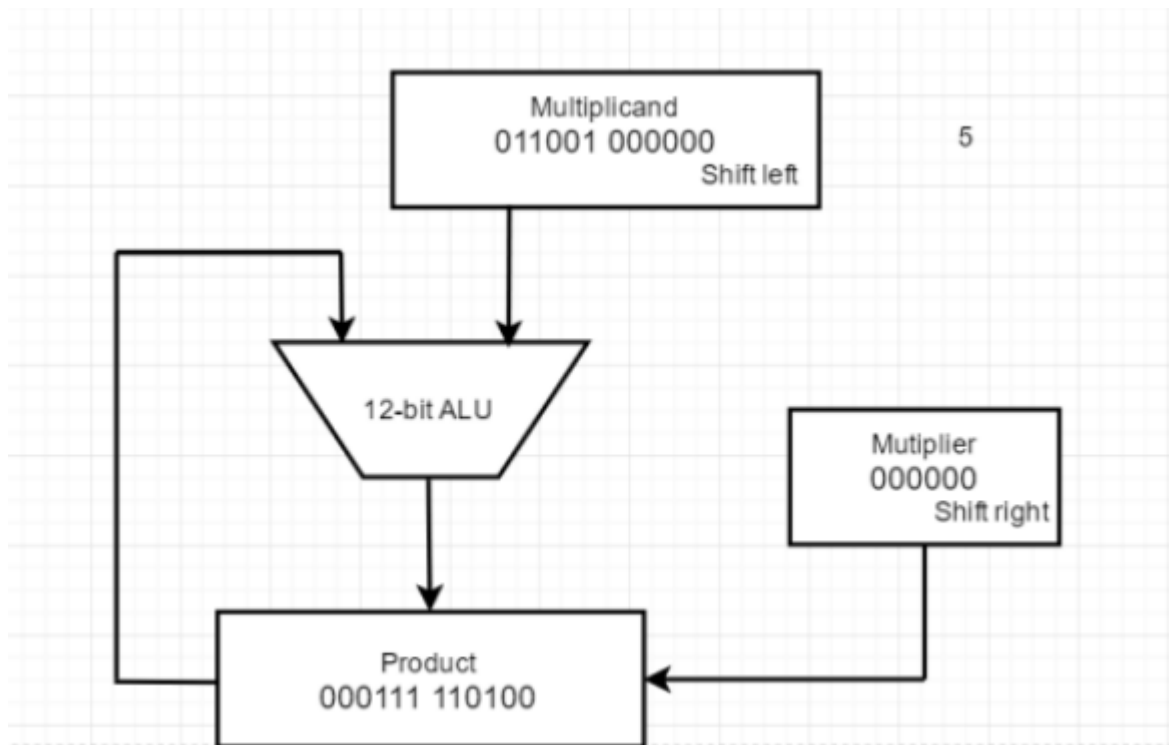 Multiplicand
011001 000000
Shift left
5
12-bit ALU
Mutiplier
000000
Shift right
Product
000111 110100